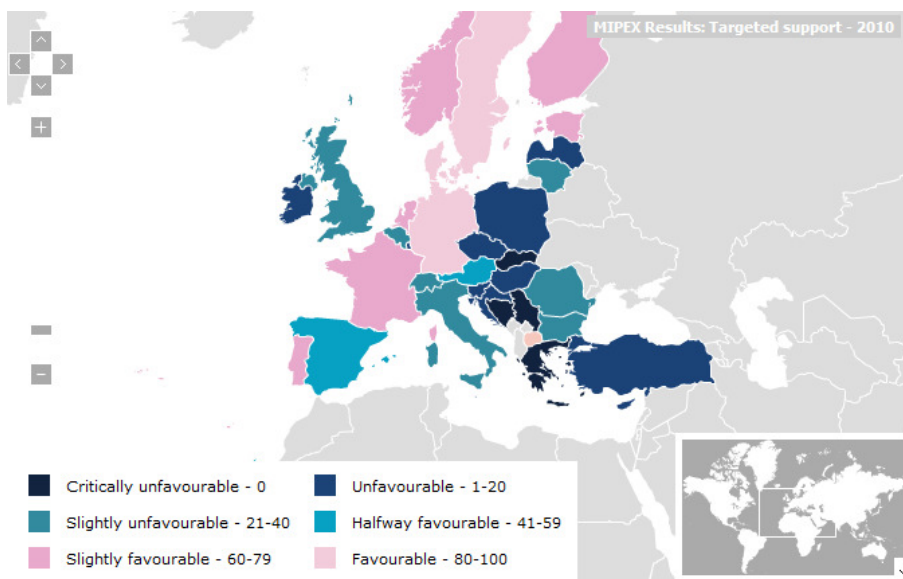 MIPEX Results: Targeted support - 2010
Critically unfavourable - 0
Unfavourable - 1-20
Slightly unfavourable - 21-40
Halfway favourable - 41-59
Slightly favourable - 60-79
Favourable - 80-100